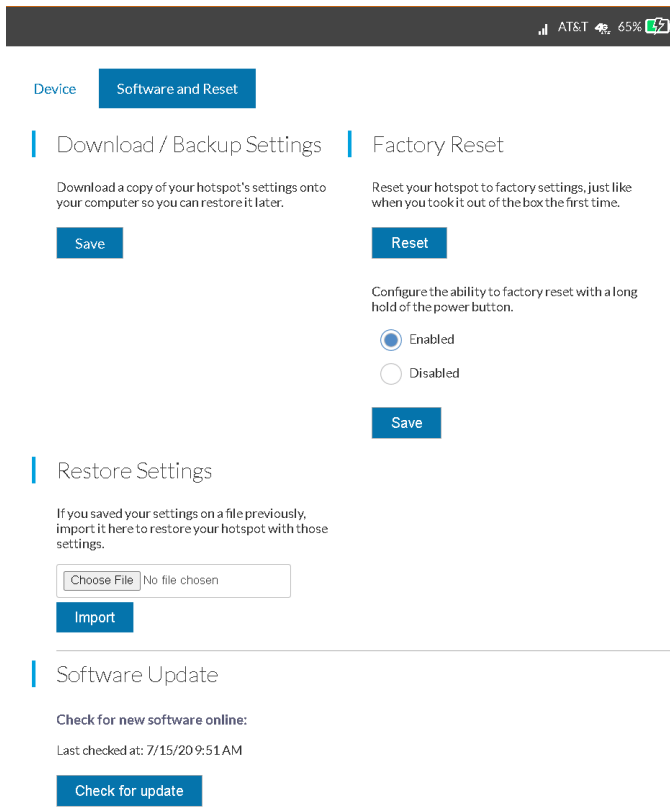 AT&T 4G LTE 65%
Device Software and Reset
Download / Backup Settings
Download a copy of your hotspot's settings onto
your computer so you can restore it later.
Save
Factory Reset
Reset your hotspot to factory settings, just like
when you took it out of the box the first time.
Reset
Configure the ability to factory reset with a long
hold of the power button.
Enabled
Disabled
Save
Restore Settings
If you saved your settings on a file previously,
import it here to restore your hotspot with those
settings.
Choose File No file chosen
Import
Software Update
Check for new software online:
Last checked at: 7/15/20 9:51 AM
Check for update